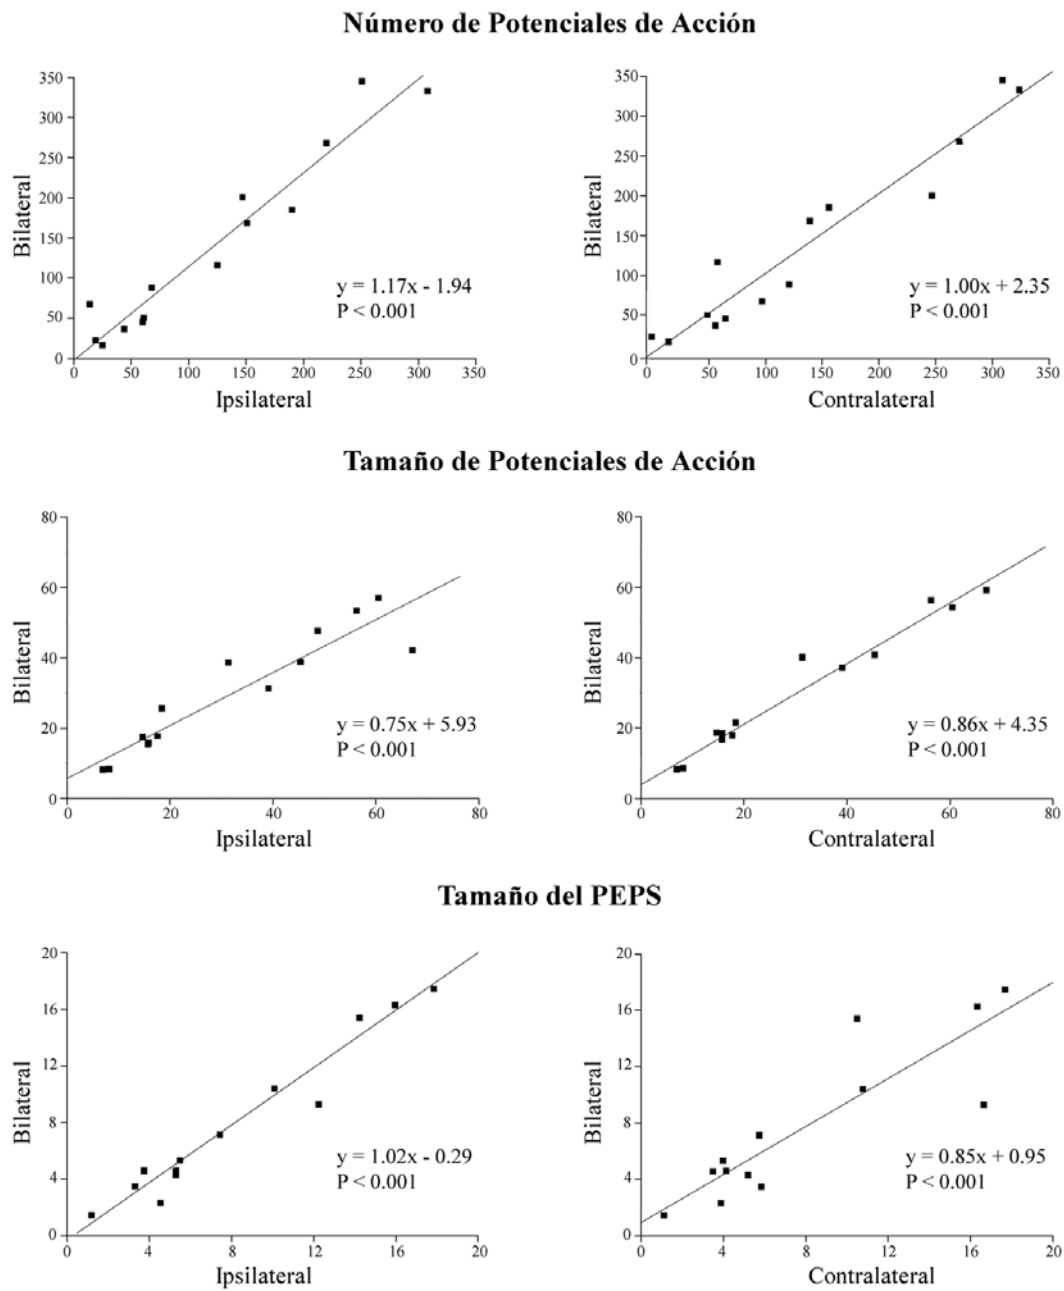 Número de Potenciales de Acción
350
300
250
200
150
100
50
0
Bilateral
y = 1.17x - 1.94
P < 0.001
0 50 100 150 200 250 300 350
Ipsilateral
350
300
250
200
150
100
50
0
Bilateral
y = 1.00x + 2.35
P < 0.001
0 50 100 150 200 250 300 350
Contralateral
Tamaño de Potenciales de Acción
80
60
40
20
0
Bilateral
y = 0.75x + 5.93
P < 0.001
0 20 40 60 80
Ipsilateral
80
60
40
20
0
Bilateral
y = 0.86x + 4.35
P < 0.001
0 20 40 60 80
Contralateral
Tamaño del PEPS
20
16
12
8
4
0
Bilateral
y = 1.02x - 0.29
P < 0.001
0 4 8 12 16 20
Ipsilateral
20
16
12
8
4
0
Bilateral
y = 0.85x + 0.95
P < 0.001
0 4 8 12 16 20
Contralateral